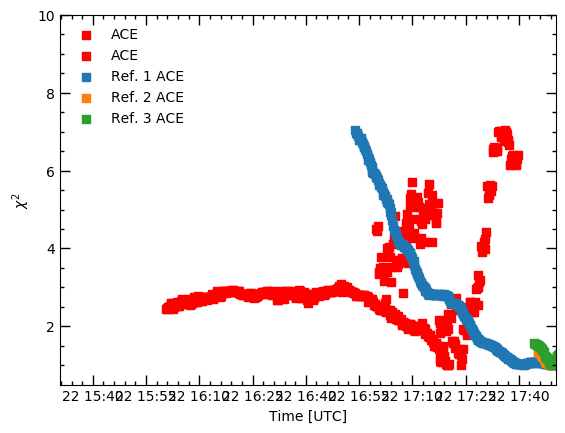 10
8
6
4
2
χ²
ACE
ACE
Ref. 1 ACE
Ref. 2 ACE
Ref. 3 ACE
22 15:40 22 15:55 22 16:10 22 16:25 22 16:40 22 16:55 22 17:10 22 17:25 22 17:40
Time [UTC]